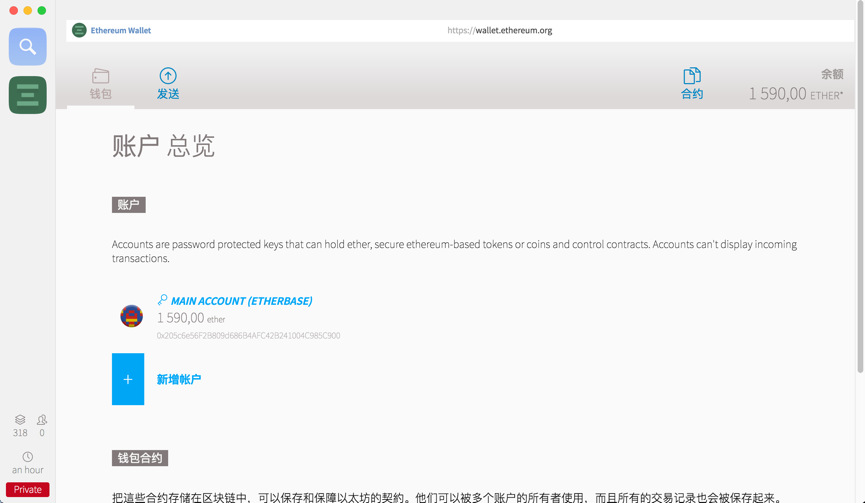 Ethereum Wallet
https://wallet.ethereum.org
钱包
发送
合约
余额
1 590,00 ETHER*
账户 总览
账户
Accounts are password protected keys that can hold ether, secure ethereum-based tokens or coins and control contracts. Accounts can't display incoming
transactions.
MAIN ACCOUNT (ETHERBASE)
1 590,00 ether
0x205c6e56F2B809d686B4AFC42B241004C985C900
+
新增帐户
钱包合约
把這些合约存储在区块链中，可以保存和保障以太坊的契約。他们可以被多个账户的所有者使用，而且所有的交易记录也会被保存起来。
318
0
an hour
Private